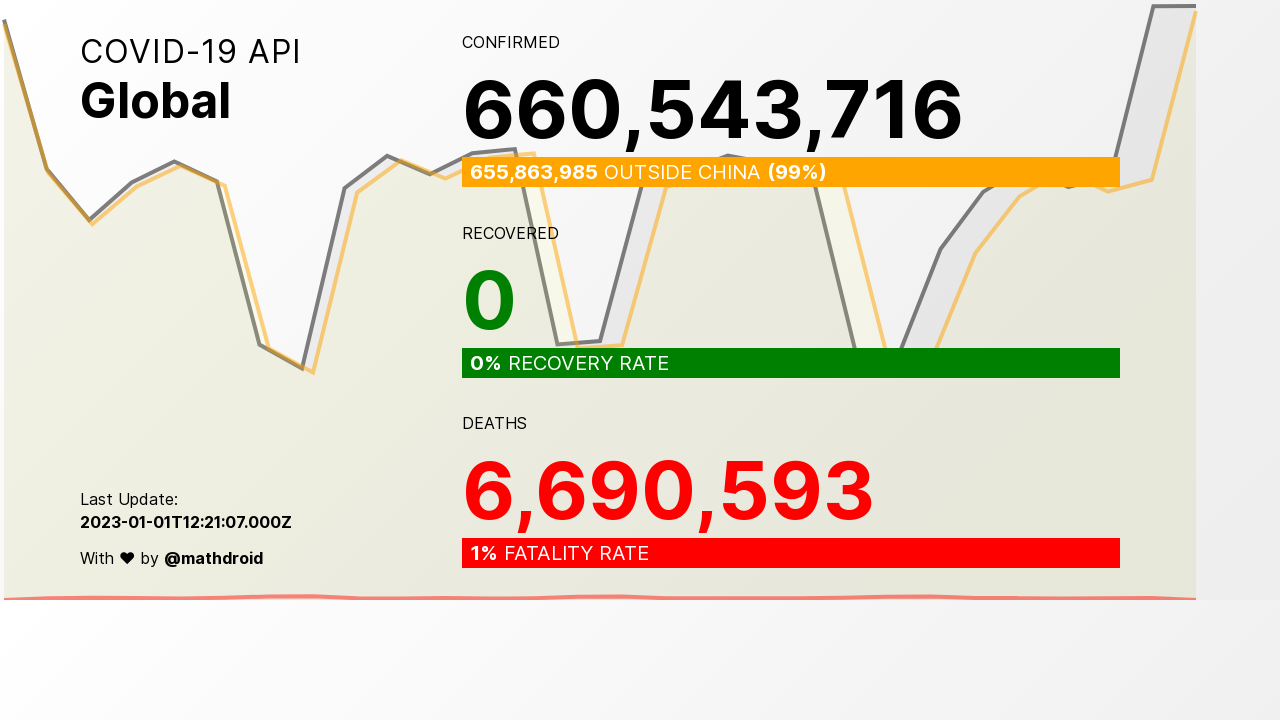 COVID-19 API
Global
CONFIRMED
660,543,716
655,863,985 OUTSIDE CHINA (99%)
RECOVERED
0
0% RECOVERY RATE
DEATHS
6,690,593
1% FATALITY RATE
Last Update:
2023-01-01T12:21:07.000Z
With ❤ by @mathdroid